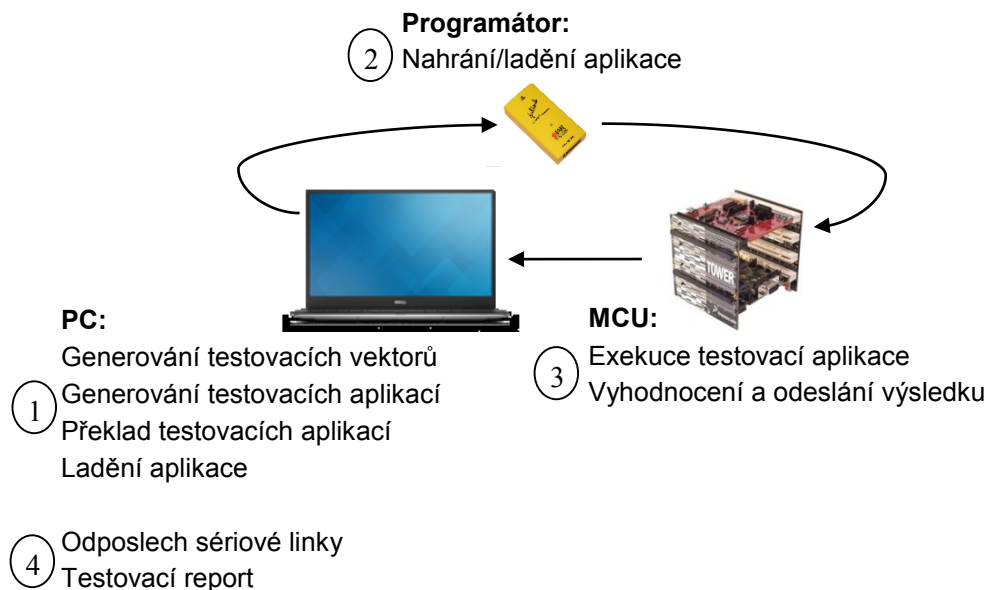 Programátor:
2 Nahrání/ladění aplikace
TOWER
PC:
Generování testovacích vektorů
1 Generování testovacích aplikací
Překlad testovacích aplikací
Ladění aplikace
MCU:
Exekuce testovací aplikace
3 Vyhodnocení a odeslání výsledku
4 Odposlech sériové linky
Testovací report